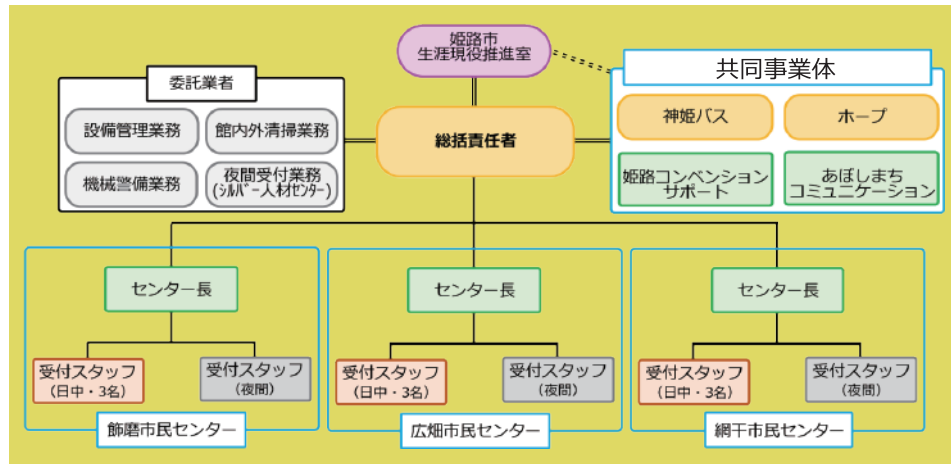 姫路市
生涯現役推進室
委託業者
設備管理業務
館内外清掃業務
機械警備業務
夜間受付業務
(ｼﾙﾊﾞｰ人材ｾﾝﾀｰ)
総括責任者
共同事業体
神姫バス
ホープ
姫路コンベンション
サポート
あぼしまち
コミュニケーション
センター長
受付スタッフ
(日中・3名)
受付スタッフ
(夜間)
飾磨市民センター
センター長
受付スタッフ
(日中・3名)
受付スタッフ
(夜間)
広畑市民センター
センター長
受付スタッフ
(日中・3名)
受付スタッフ
(夜間)
網干市民センター